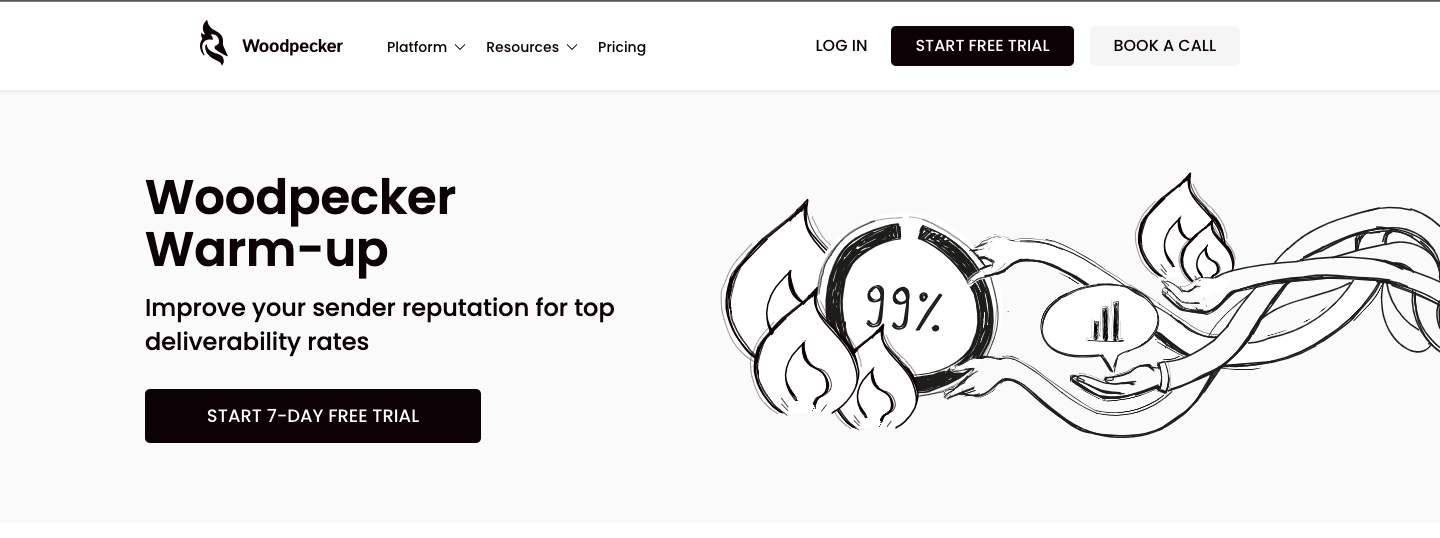 Woodpecker
Platform
Resources
Pricing
LOG IN
START FREE TRIAL
BOOK A CALL
Woodpecker
Warm-up
Improve your sender reputation for top
deliverability rates
START 7-DAY FREE TRIAL
99%